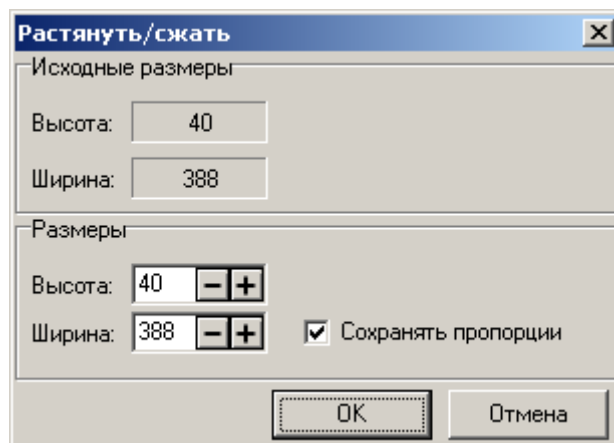 Растянуть/сжать
Исходные размеры
Высота: 40
Ширина: 388
Размеры
Высота: 40
Ширина: 388 Сохранять пропорции
OK Отмена